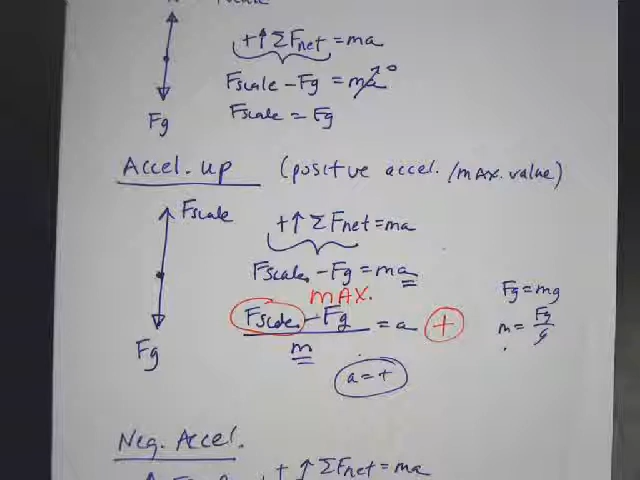 +↑ ΣFnet = ma
Fscale - Fg = ma 0
Fscale = Fg
Fg
Accel. up (positive accel. / max. value)
Fscale
+↑ ΣFnet = ma
Fscale - Fg = ma
max.
Fscale - Fg = a +
m
Fg = mg
m = Fg
g
Fg
a = +
Neg. Accel.
+↑ ΣFnet = ma